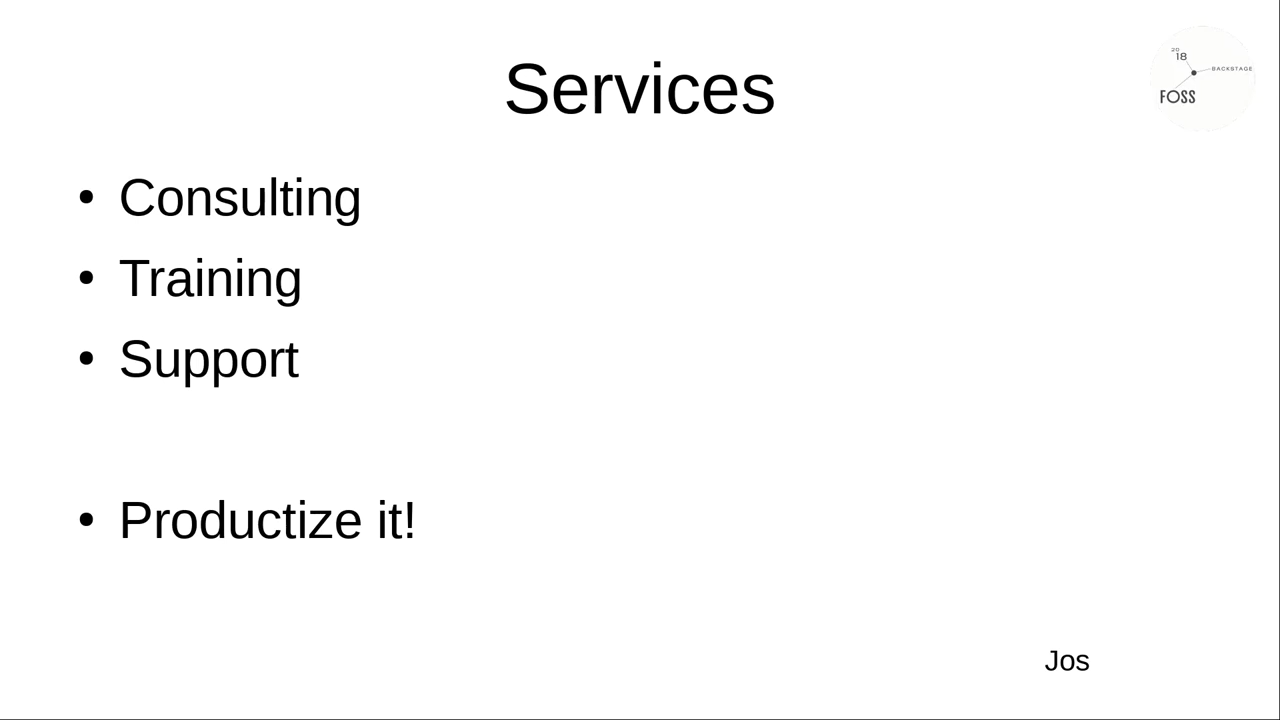 Services
20
18
BACKSTAGE
FOSS
• Consulting
• Training
• Support
• Productize it!
Jos